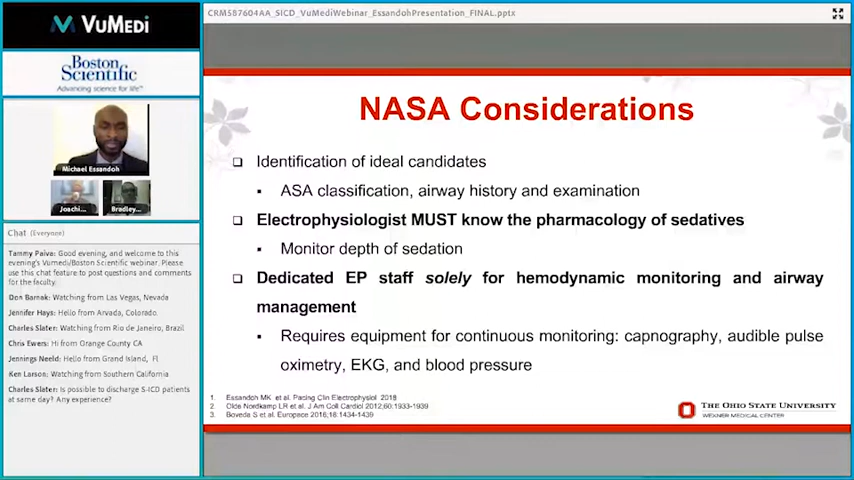 CRM587604AA_SICD_VuMediWebinar_EssandohPresentation_FINAL.pptx
VUMEDI
Boston
Scientific
Advancing science for life™
Michael Essandoh
Joachi...
Bradley...
Chat (Everyone)
Tammy Paiva: Good evening, and welcome to this
evening's Vumedi/Boston Scientific webinar. Please
use this chat feature to post questions and comments
for the faculty.
Don Barnak: Watching from Las Vegas, Nevada
Jennifer Hays: Hello from Arvada, Colorado.
Charles Slater: Watching from Rio de Janeiro, Brazil
Chris Ewers: Hi from Orange County CA
Jennings Neeld: Hello from Grand Island, Fl
Ken Larson: Watching from Southern California
Charles Slater: Is possible to discharge S-ICD patients
at same day? Any experience?
NASA Considerations
Identification of ideal candidates
ASA classification, airway history and examination
Electrophysiologist MUST know the pharmacology of sedatives
Monitor depth of sedation
Dedicated EP staff solely for hemodynamic monitoring and airway
management
Requires equipment for continuous monitoring: capnography, audible pulse
oximetry, EKG, and blood pressure
1. Essandoh MK et al. Pacing Clin Electrophysiol 2018
2. Olde Nordkamp LR et al. J Am Coll Cardiol 2012;60:1933-1939
3. Boveda S et al. Europace 2016;18:1434-1439
THE OHIO STATE UNIVERSITY
WEXNER MEDICAL CENTER